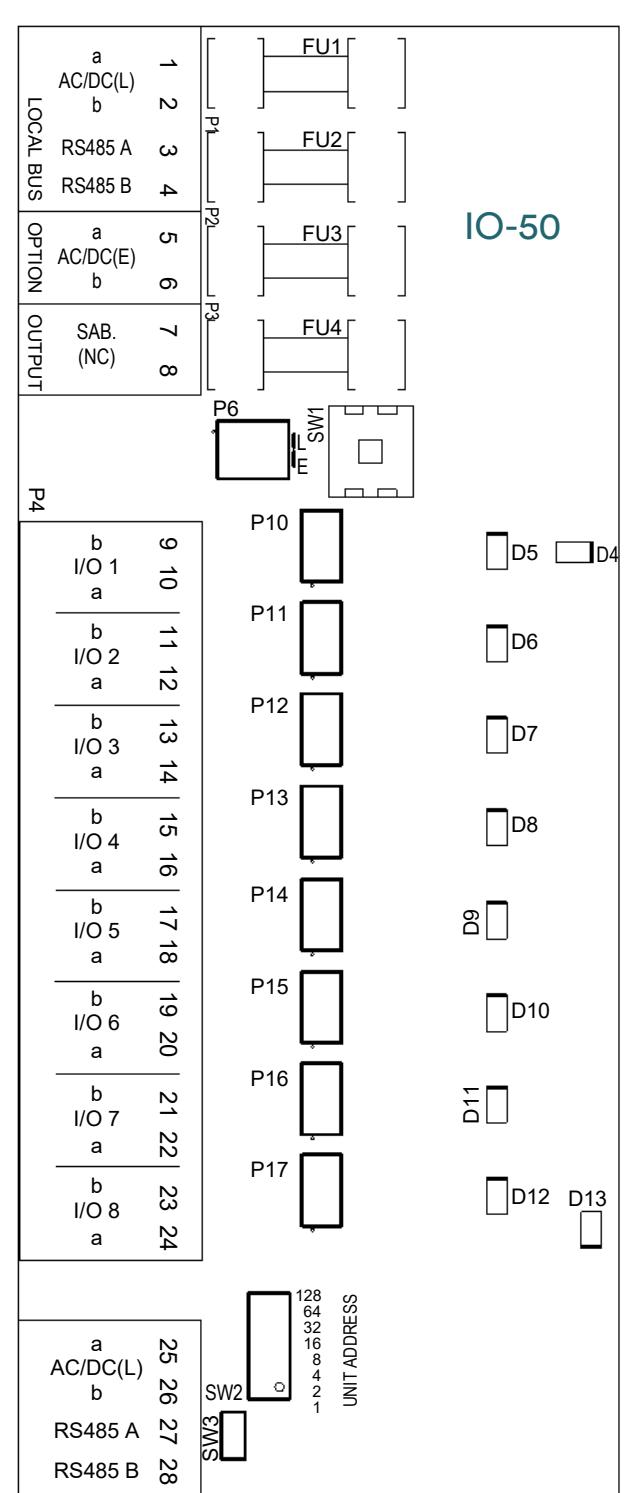 IO-50
LOCAL BUS
a
AC/DC(L)
b
1
2
RS485 A
3
RS485 B
4
P1
FU1
FU2
OPTION
a
AC/DC(E)
b
5
6
P2
FU3
OUTPUT
SAB.
(NC)
7
8
P3
FU4
P6
L
E
SW1
P4
b
I/O 1
a
9
10
P10
D5
D4
b
I/O 2
a
11
12
P11
D6
b
I/O 3
a
13
14
P12
D7
b
I/O 4
a
15
16
P13
D8
b
I/O 5
a
17
18
P14
D9
b
I/O 6
a
19
20
P15
D10
b
I/O 7
a
21
22
P16
D11
b
I/O 8
a
23
24
P17
D12
D13
a
AC/DC(L)
b
25
26
RS485 A
27
RS485 B
28
SW2
128
64
32
16
8
4
2
1
UNIT ADDRESS
SW3